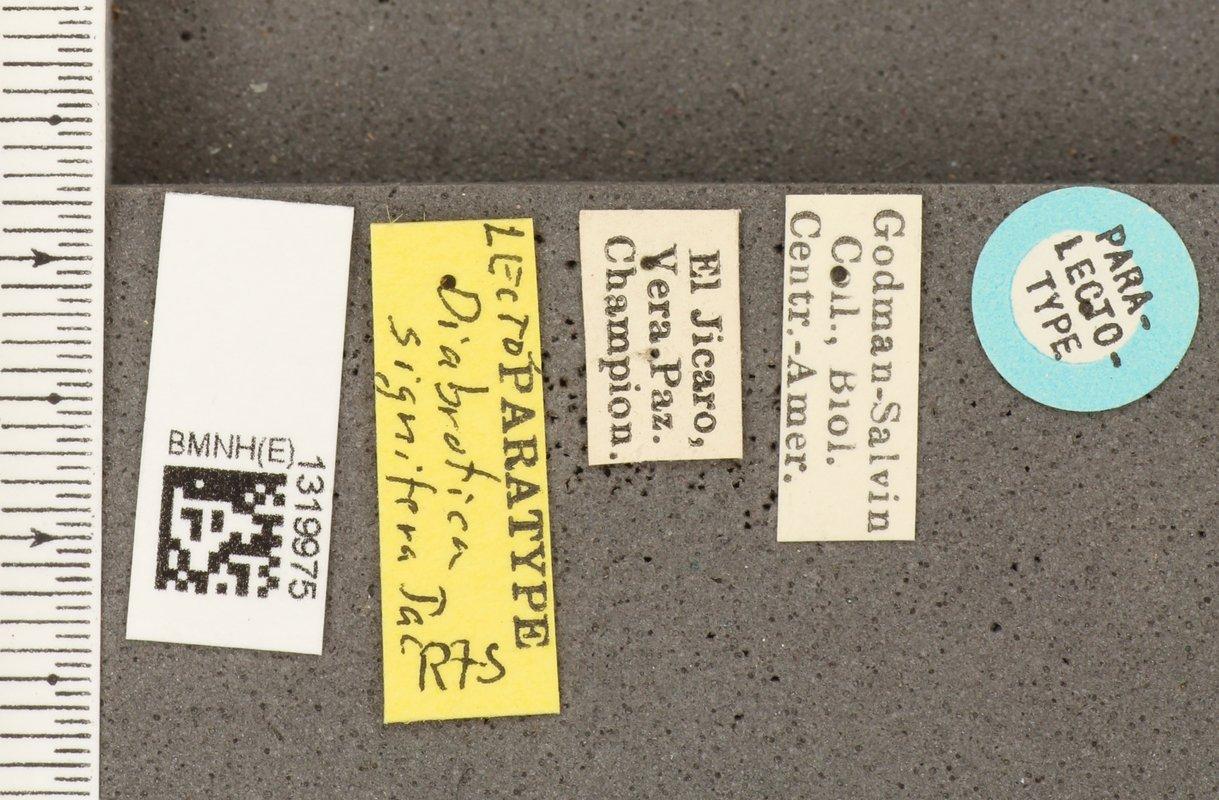 BMNH(E)
1319975
LECTOPARATYPE
Diabrotica
signifera Jac
RFS
El Jicaro,
Vera Paz.
Champion.
Godman-Salvin
Coll., Biol.
Centr.-Amer.
PARA-
LECTO-
TYPE